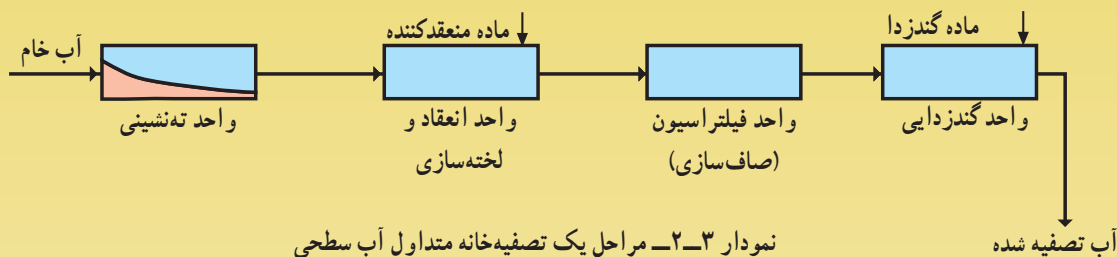 آب خام
ماده منعقدکننده
ماده گندزدا
واحد ته‌نشینی
واحد انعقاد و
لخته‌سازی
واحد فیلتراسیون
(صاف‌سازی)
واحد گندزدایی
آب تصفیه شده
نمودار ۳ــ۲ــ مراحل یک تصفیه‌خانه متداول آب سطحی